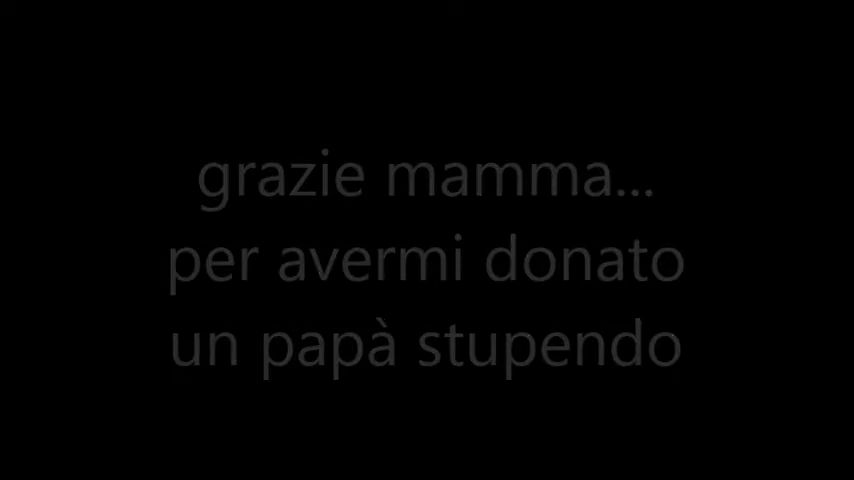 grazie mamma...
per avermi donato
un papà stupendo